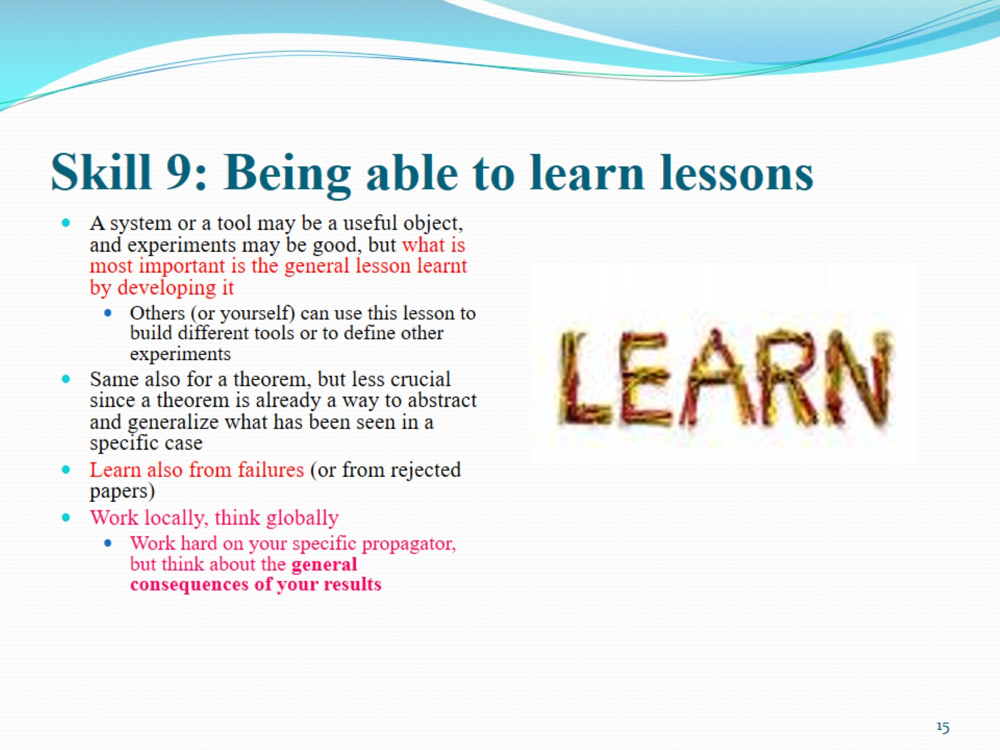 Skill 9: Being able to learn lessons
A system or a tool may be a useful object,
and experiments may be good, but what is
most important is the general lesson learnt
by developing it
Others (or yourself) can use this lesson to
build different tools or to define other
experiments
Same also for a theorem, but less crucial
since a theorem is already a way to abstract
and generalize what has been seen in a
specific case
Learn also from failures (or from rejected
papers)
Work locally, think globally
Work hard on your specific propagator,
but think about the general
consequences of your results
LEARN
15